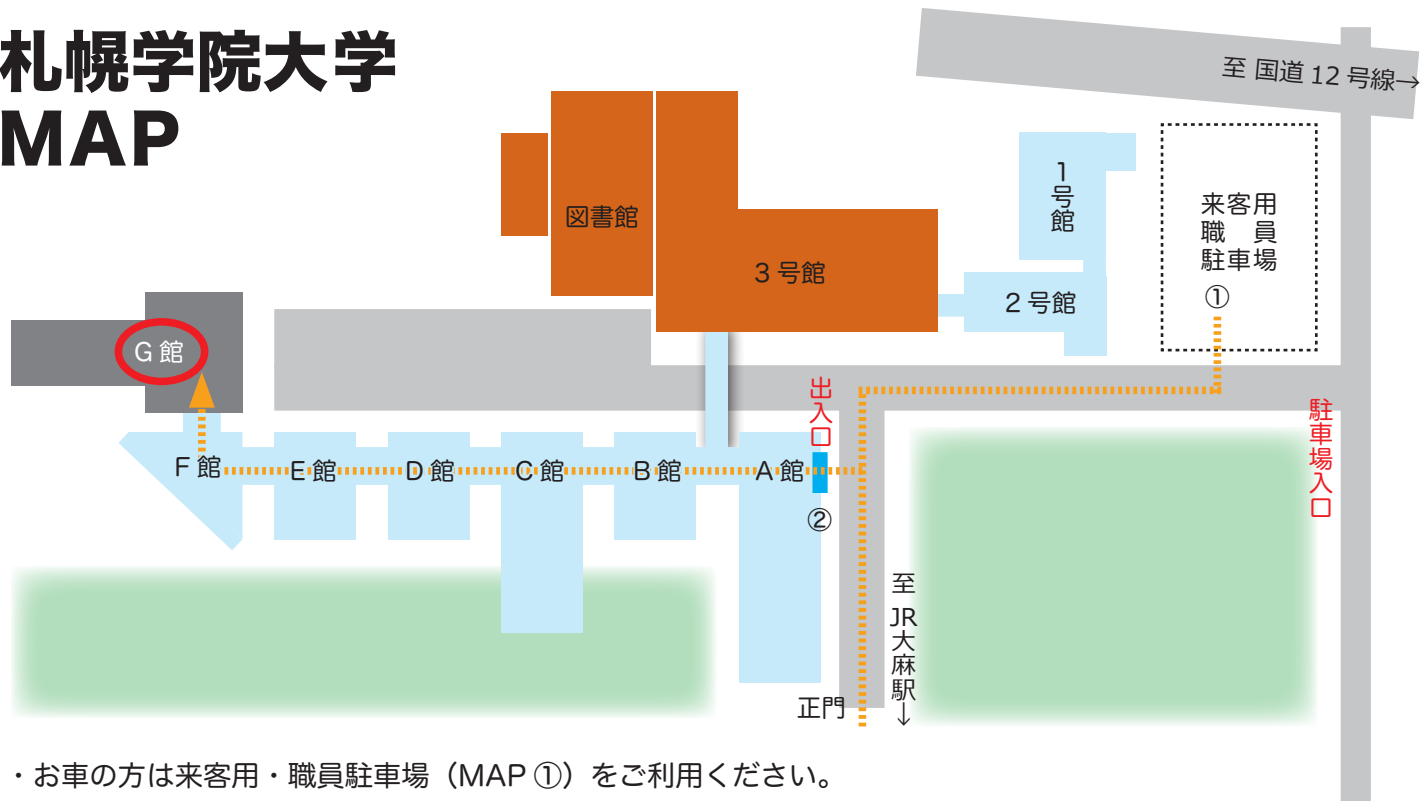 札幌学院大学
MAP
至 国道 12 号線→
1号館
来客用
職　員
駐車場
①
図書館
3 号館
2 号館
G 館
出入口
駐車場入口
F 館
E 館
D 館
C 館
B 館
A 館
②
至 JR大麻駅→
正門
・お車の方は来客用・職員駐車場（MAP ①）をご利用ください。